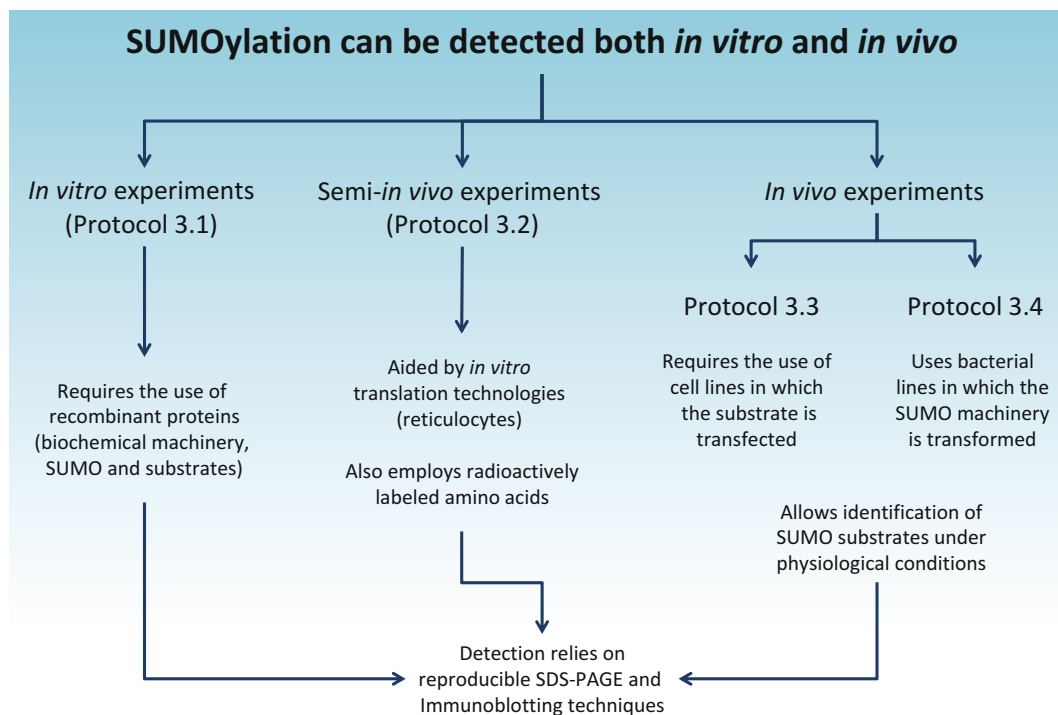 SUMOylation can be detected both in vitro and in vivo
In vitro experiments
(Protocol 3.1)
Semi-in vivo experiments
(Protocol 3.2)
In vivo experiments
Protocol 3.3
Protocol 3.4
Requires the use of
recombinant proteins
(biochemical machinery,
SUMO and substrates)
Aided by in vitro
translation technologies
(reticulocytes)
Also employs radioactively
labeled amino acids
Requires the use of
cell lines in which
the substrate is
transfected
Uses bacterial
lines in which the
SUMO machinery
is transformed
Allows identification of
SUMO substrates under
physiological conditions
Detection relies on
reproducible SDS-PAGE and
Immunoblotting techniques